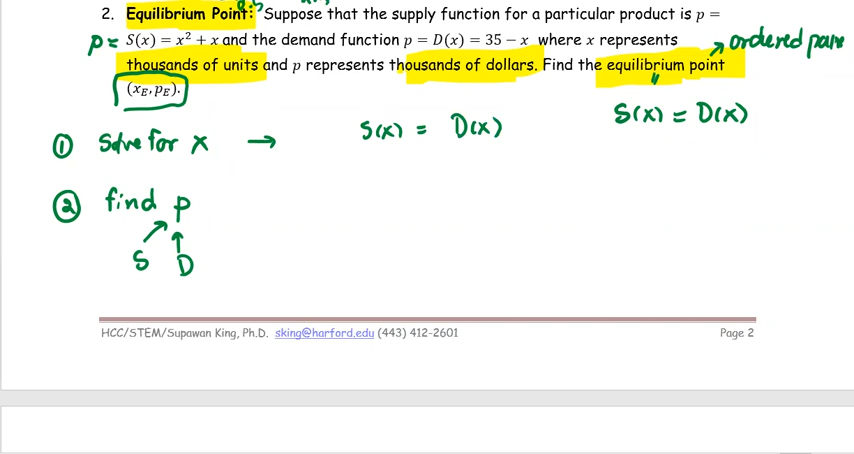 2. Equilibrium Point: Suppose that the supply function for a particular product is p =
p = S(x) = x² + x and the demand function p = D(x) = 35 − x where x represents
→ ordered pair
thousands of units and p represents thousands of dollars. Find the equilibrium point
(x_E, p_E).
S(x) = D(x)
① Solve for x → S(x) = D(x)
② find p
S D
HCC/STEM/Supawan King, Ph.D. sking@harford.edu (443) 412-2601 Page 2